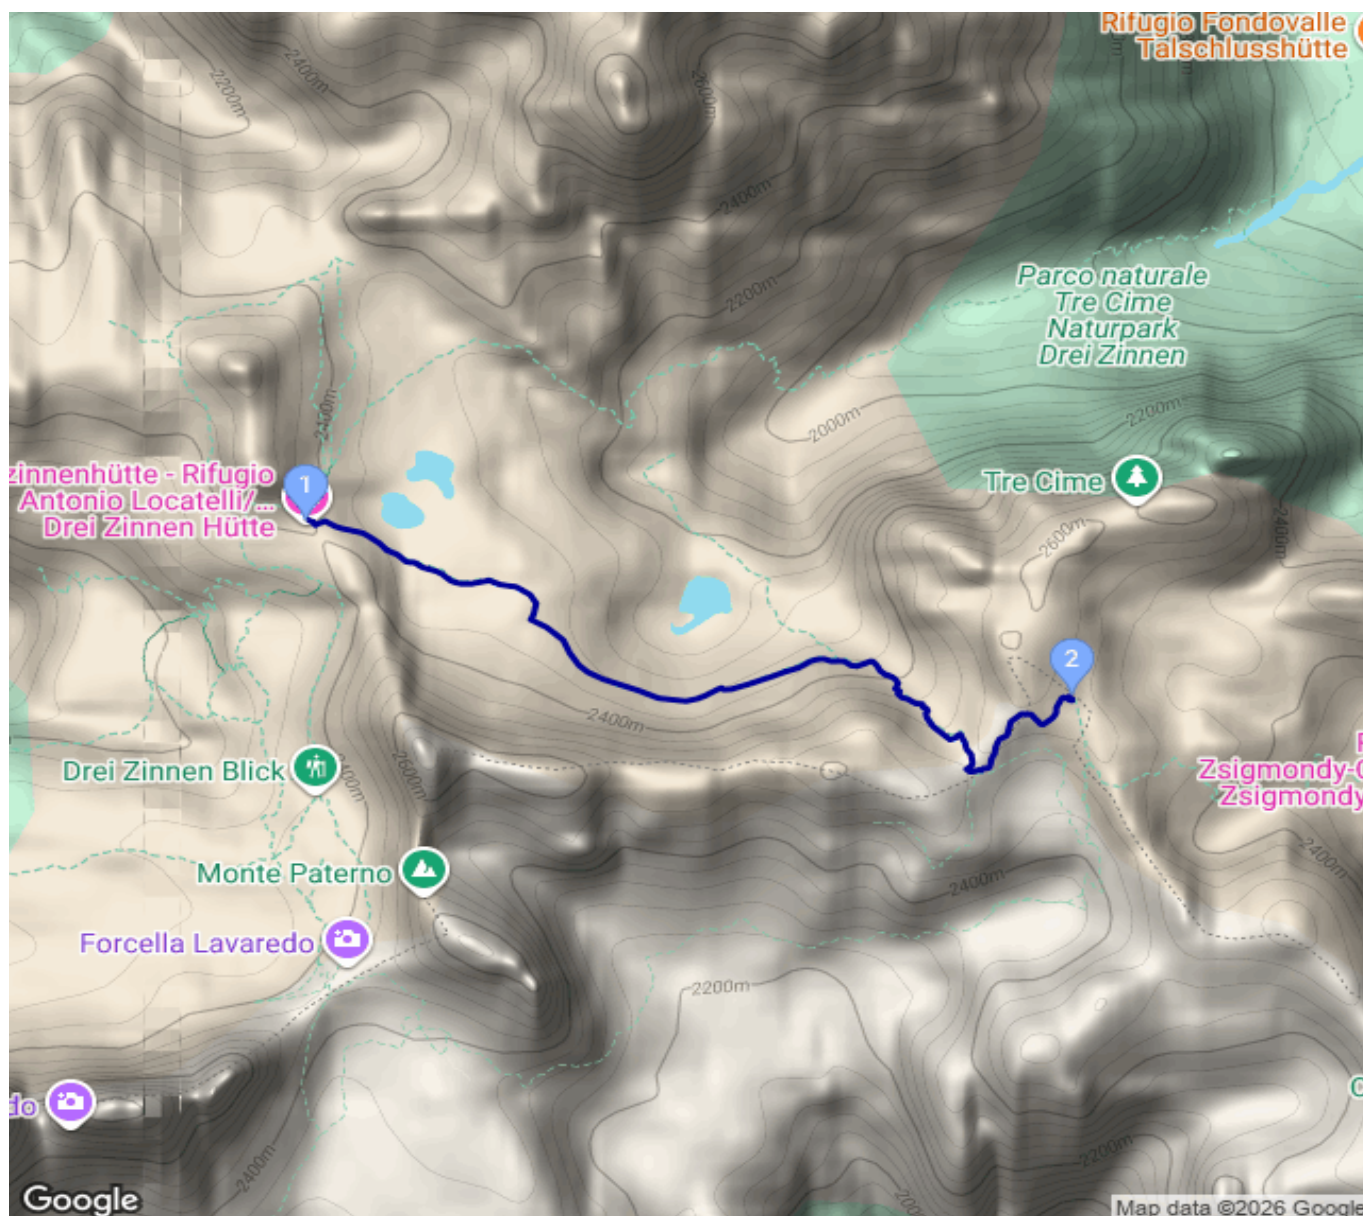 Rifugio Fondovalle
Talschlusshütte
2200m
2400m
2600m
2400m
2200m
Parco naturale
Tre Cime
Naturpark
Drei Zinnen
2200m
2000m
2400m
zinnenhütte - Rifugio
Antonio Locatelli/...
Drei Zinnen Hütte
1
Tre Cime
2600m
2400m
2
2400m
Drei Zinnen Blick
2400m
2600m
Zsigmondy-C
Zsigmondy
2400m
Monte Paterno
2400m
Forcella Lavaredo
2200m
do
2400m
2200m
Google
Map data ©2026 Google